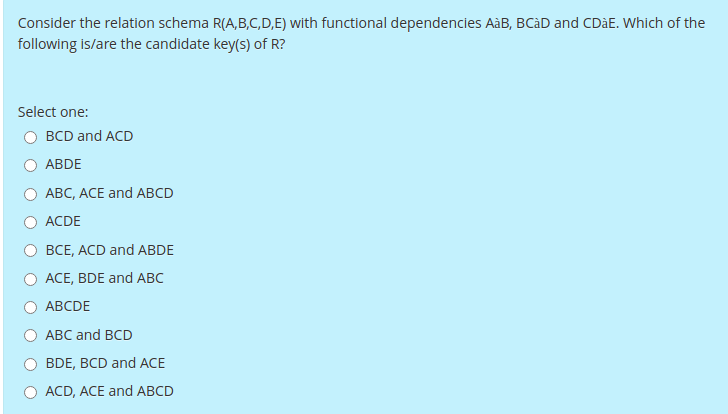 Consider the relation schema R(A,B,C,D,E) with functional dependencies AàB, BCàD and CDàE. Which of the
following is/are the candidate key(s) of R?
Select one:
BCD and ACD
ABDE
ABC, ACE and ABCD
ACDE
BCE, ACD and ABDE
ACE, BDE and ABC
ABCDE
ABC and BCD
BDE, BCD and ACE
ACD, ACE and ABCD